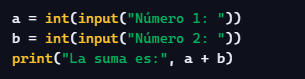 a = int(input("Número 1: "))
b = int(input("Número 2: "))
print("La suma es:", a + b)